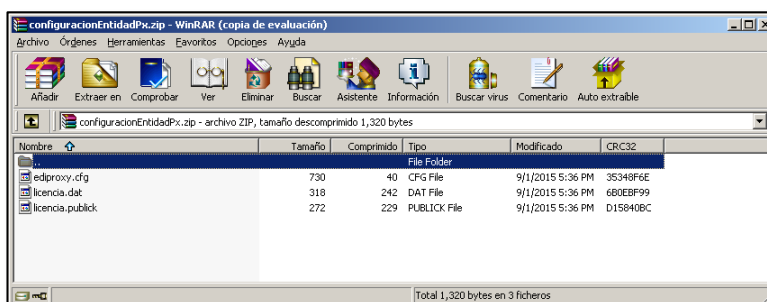 configuracionEntidadPx.zip - WinRAR (copia de evaluación)
Archivo Órdenes Herramientas Favoritos Opciones Ayuda
Añadir Extraer en Comprobar Ver Eliminar Buscar Asistente Información Buscar virus Comentario Auto extraíble
configuracionEntidadPx.zip - archivo ZIP, tamaño descomprimido 1,320 bytes
Nombre Tamaño Comprimido Tipo Modificado CRC32
.. File Folder
ediproxy.cfg 730 40 CFG File 9/1/2015 5:36 PM 35348F6E
licencia.dat 318 242 DAT File 9/1/2015 5:36 PM 6B0EBF99
licencia.publick 272 229 PUBLICK File 9/1/2015 5:36 PM D15840BC
Total 1,320 bytes en 3 ficheros